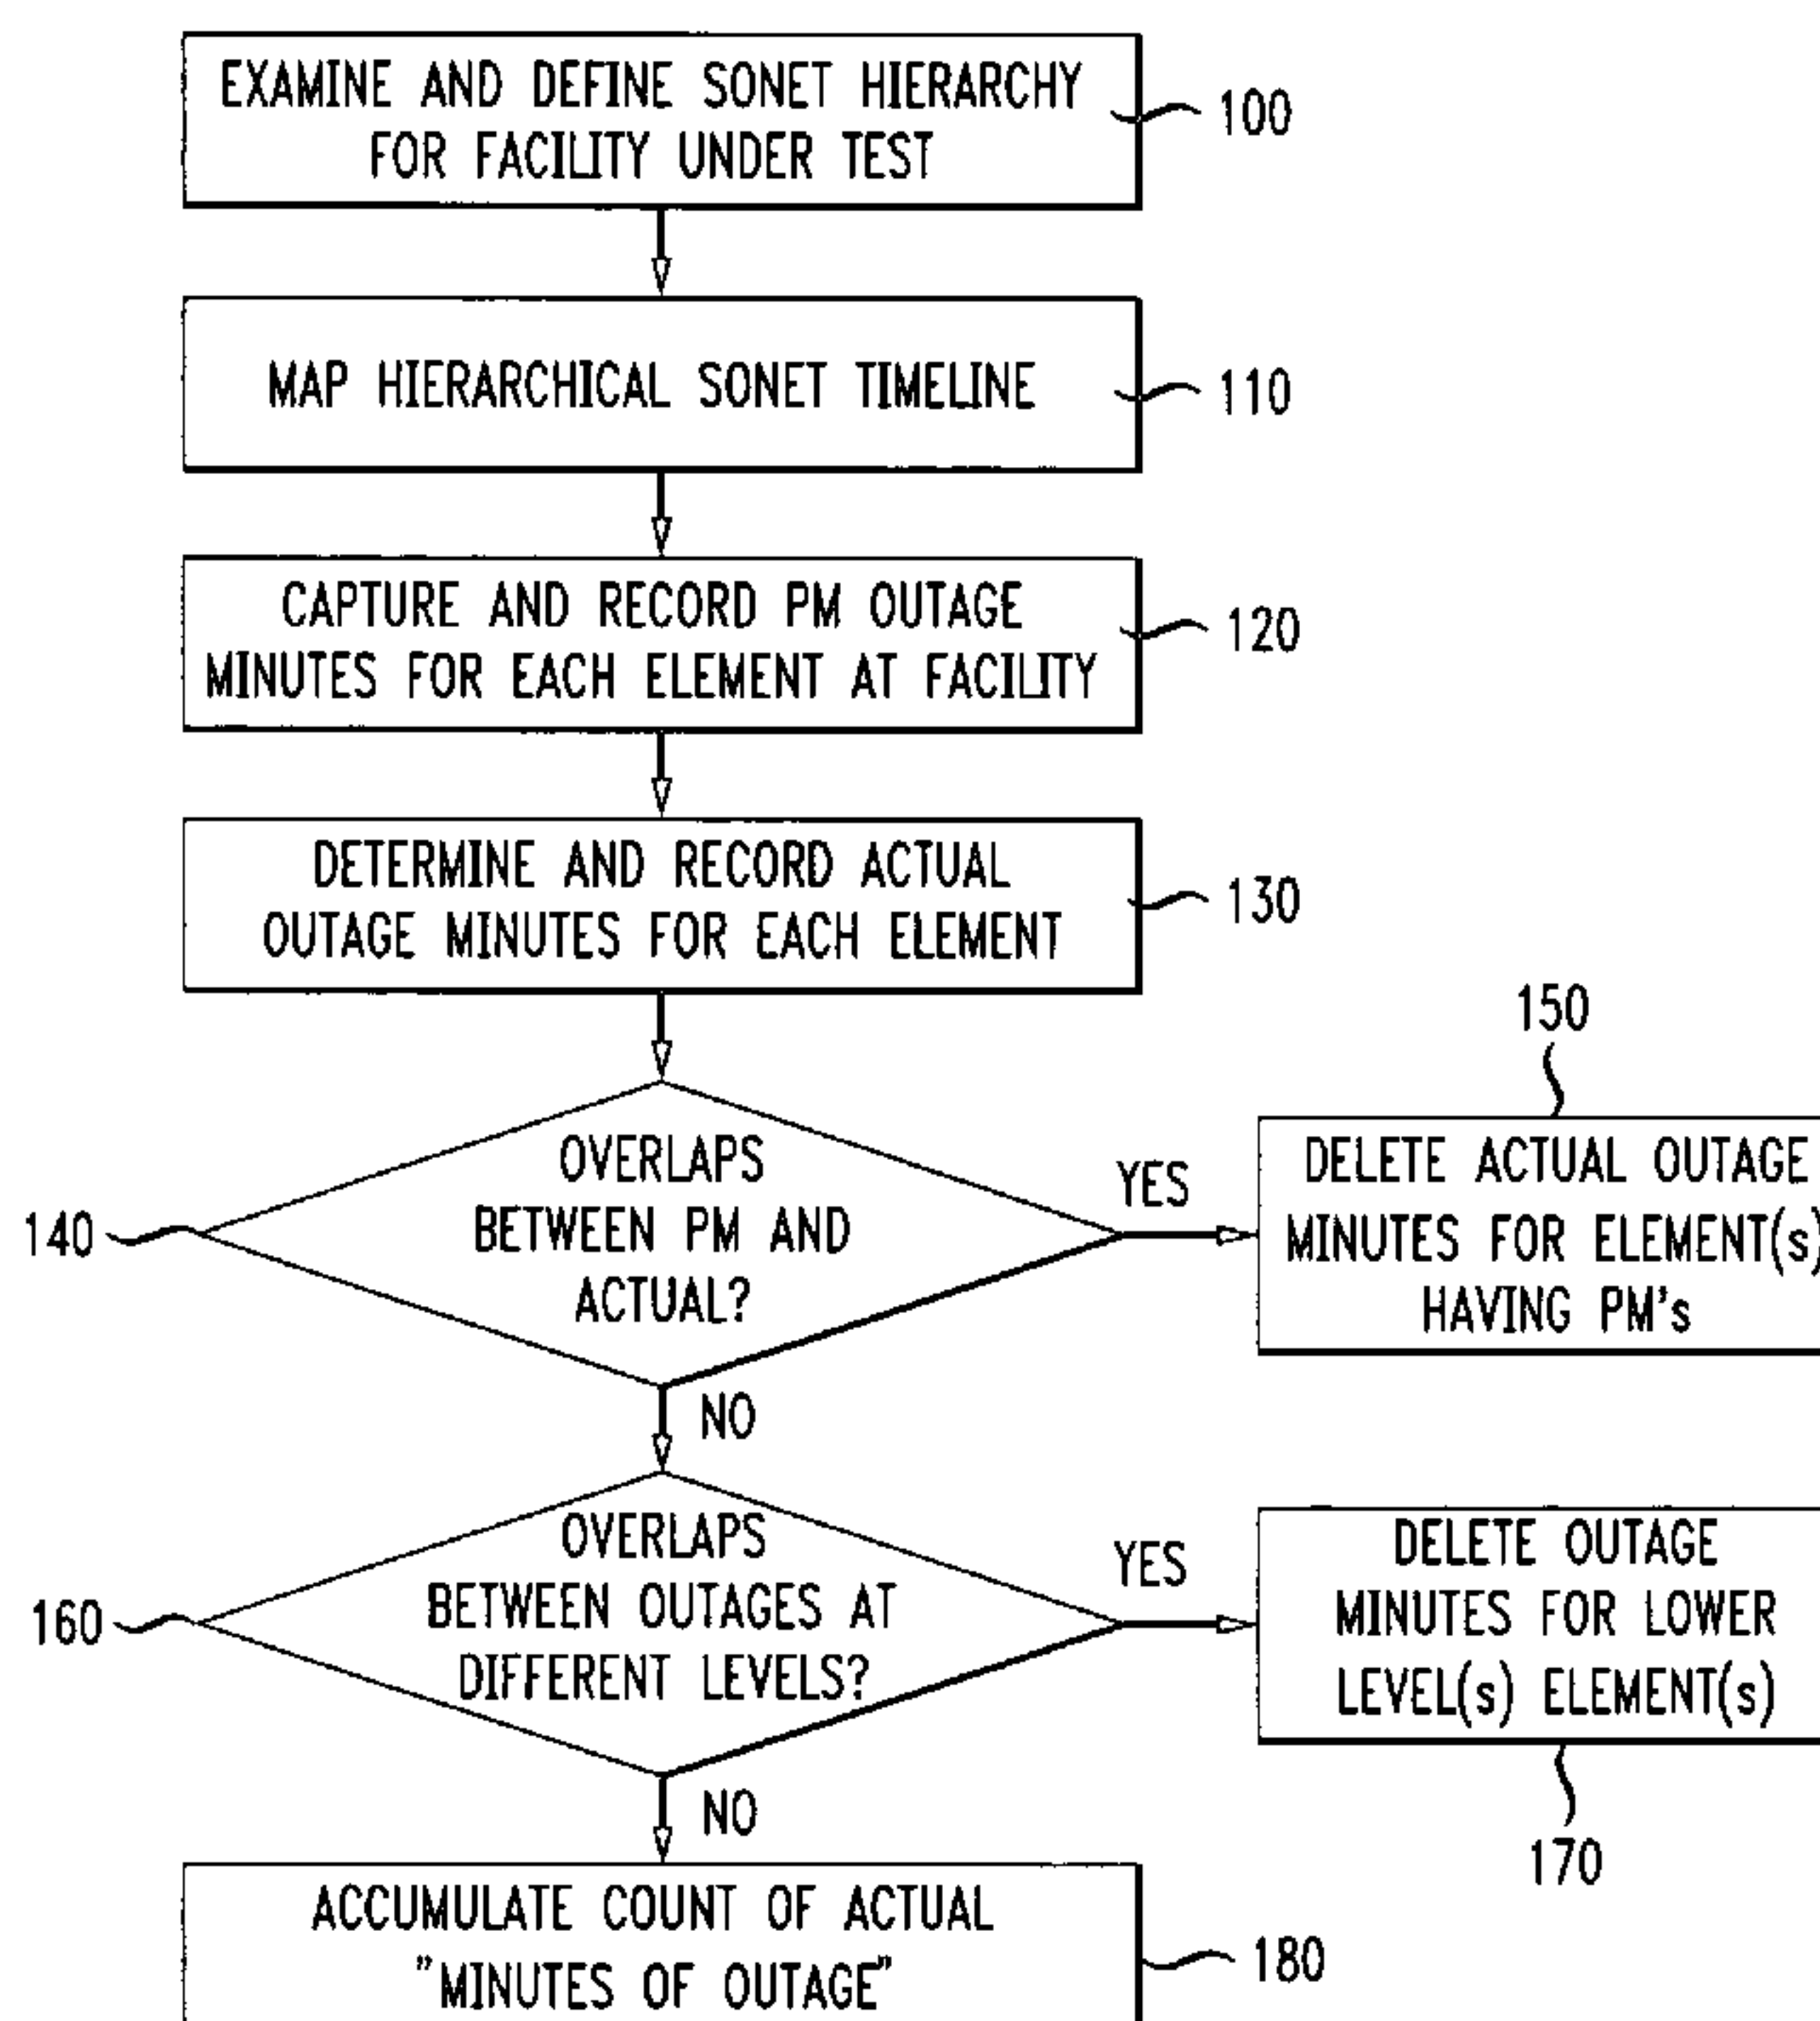 EXAMINE AND DEFINE SONET HIERARCHY
FOR FACILITY UNDER TEST
100
MAP HIERARCHICAL SONET TIMELINE
110
CAPTURE AND RECORD PM OUTAGE
MINUTES FOR EACH ELEMENT AT FACILITY
120
DETERMINE AND RECORD ACTUAL
OUTAGE MINUTES FOR EACH ELEMENT
130
OVERLAPS
BETWEEN PM AND
ACTUAL?
140
YES
150
DELETE ACTUAL OUTAGE
MINUTES FOR ELEMENT(s)
HAVING PM's
NO
OVERLAPS
BETWEEN OUTAGES AT
DIFFERENT LEVELS?
160
YES
DELETE OUTAGE
MINUTES FOR LOWER
LEVEL(s) ELEMENT(s)
170
NO
ACCUMULATE COUNT OF ACTUAL
"MINUTES OF OUTAGE"
180